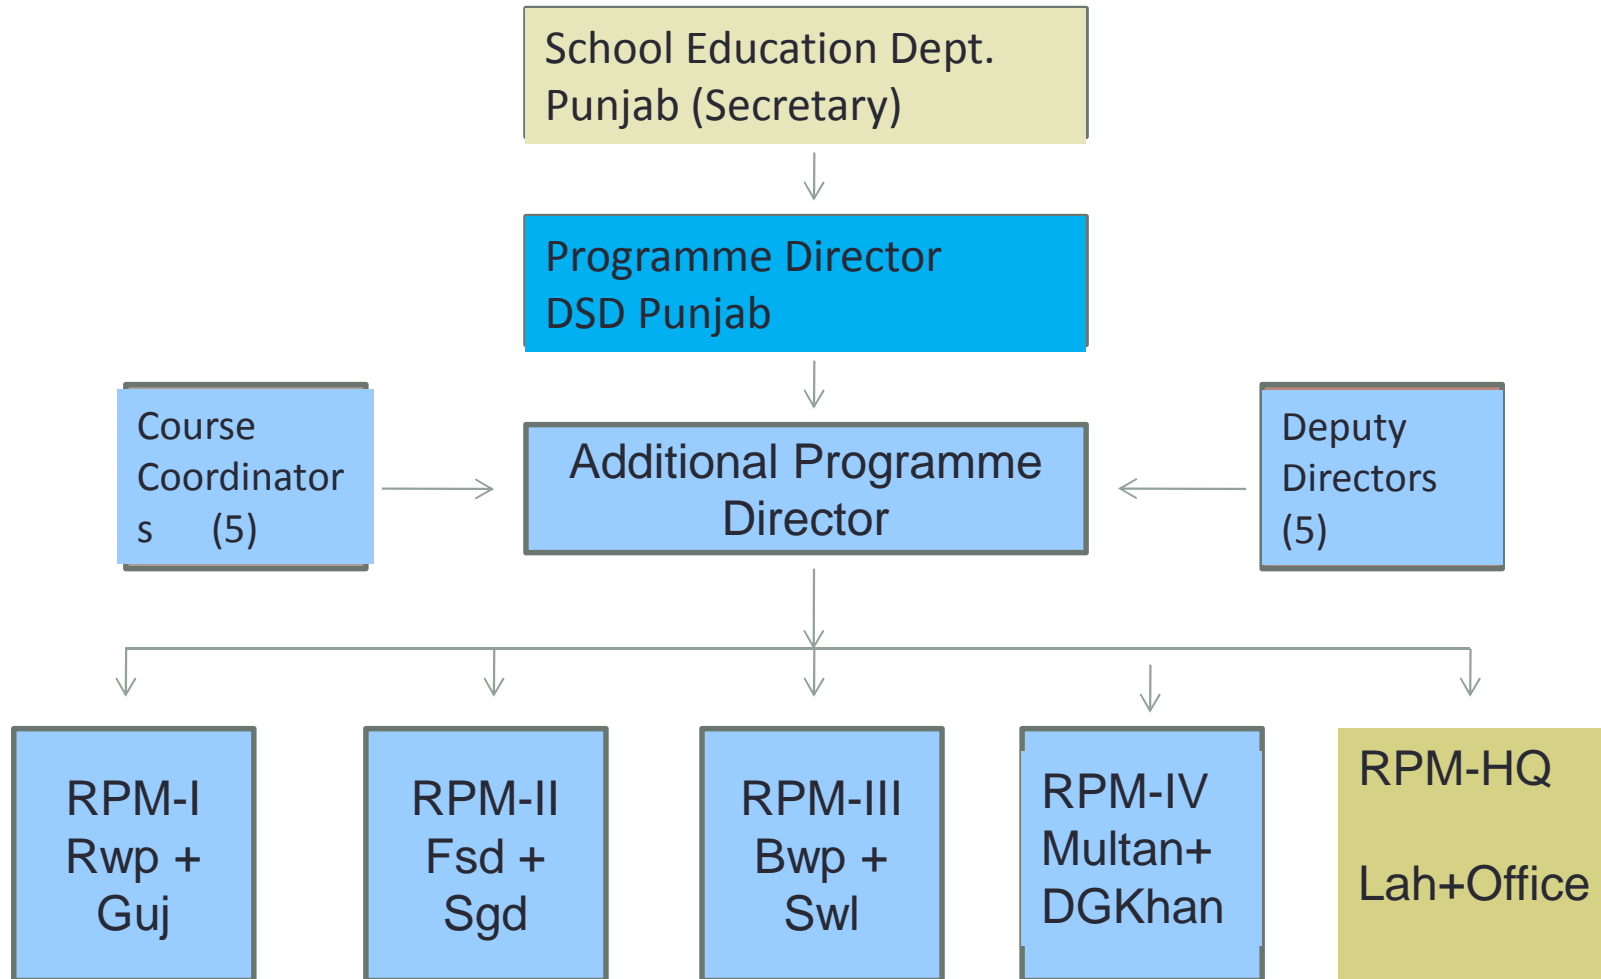 School Education Dept.
Punjab (Secretary)
Programme Director
DSD Punjab
Course
Coordinator
s (5)
Additional Programme
Director
Deputy
Directors
(5)
RPM-I
Rwp +
Guj
RPM-II
Fsd +
Sgd
RPM-III
Bwp +
Swl
RPM-IV
Multan+
DGKhan
RPM-HQ
Lah+Office